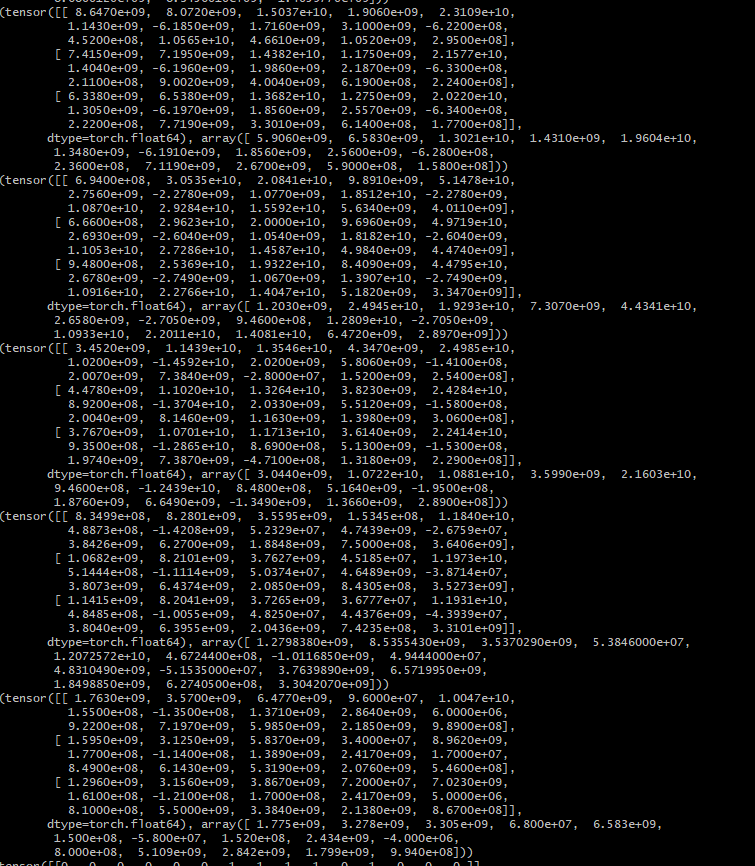 (tensor([[ 8.6470e+09,  8.0720e+09,  1.5037e+10,  1.9060e+09,  2.3109e+10,
1.1430e+09, -6.1850e+09,  1.7160e+09,  3.1000e+09, -6.2200e+08,
4.5200e+09,  1.0565e+10,  4.6610e+09,  1.0520e+09,  2.9500e+08],
[ 7.4150e+09,  7.1950e+09,  1.4382e+10,  1.1750e+09,  2.1577e+10,
1.4040e+09, -6.1960e+09,  1.9860e+09,  2.1870e+09, -6.3300e+08,
2.1100e+08,  9.0020e+09,  4.0040e+09,  6.1900e+08,  2.2400e+08],
[ 6.3380e+09,  6.5380e+09,  1.3682e+10,  1.2750e+09,  2.0220e+10,
1.3050e+09, -6.1970e+09,  1.8560e+09,  2.5570e+09, -6.3400e+08,
2.2200e+08,  7.7190e+09,  3.3010e+09,  6.1400e+08,  1.7700e+08]],
dtype=torch.float64), array([ 5.9060e+09,  6.5830e+09,  1.3021e+10,  1.4310e+09,  1.9604e+10,
1.3480e+09, -6.1910e+09,  1.8560e+09,  2.5600e+09, -6.2800e+08,
2.3600e+08,  7.1190e+09,  2.6700e+09,  5.9000e+08,  1.5800e+08]))
(tensor([[ 6.9400e+08,  3.0535e+10,  2.0841e+10,  9.8910e+09,  5.1478e+10,
2.7560e+09, -2.2780e+09,  1.0770e+09,  1.8512e+10, -2.2780e+09,
1.0870e+10,  2.9284e+10,  1.5592e+10,  5.6340e+09,  4.0110e+09],
[ 6.6600e+08,  2.9623e+10,  2.0000e+10,  9.6960e+09,  4.9719e+10,
2.6930e+09, -2.6040e+09,  1.0540e+09,  1.8182e+10, -2.6040e+09,
1.1053e+10,  2.7286e+10,  1.4587e+10,  4.9840e+09,  4.4740e+09],
[ 9.4800e+08,  2.5369e+10,  1.9322e+10,  8.4090e+09,  4.4795e+10,
2.6780e+09, -2.7490e+09,  1.0670e+09,  1.3907e+10, -2.7490e+09,
1.0916e+10,  2.2766e+10,  1.4047e+10,  5.1820e+09,  3.3470e+09]],
dtype=torch.float64), array([ 1.2030e+09,  2.4945e+10,  1.9293e+10,  7.3070e+09,  4.4341e+10,
2.6580e+09, -2.7050e+09,  9.4600e+08,  1.2809e+10, -2.7050e+09,
1.0933e+10,  2.2011e+10,  1.4081e+10,  6.4720e+09,  2.8970e+09]))
(tensor([[ 3.4520e+09,  1.1439e+10,  1.3546e+10,  4.3470e+09,  2.4985e+10,
1.0200e+09, -1.4592e+10,  2.0200e+09,  5.8060e+09, -1.4100e+08,
2.0070e+09,  7.3840e+09, -2.8000e+07,  1.5200e+09,  2.5400e+08],
[ 4.4780e+09,  1.1020e+10,  1.3264e+10,  3.8230e+09,  2.4284e+10,
8.9200e+08, -1.3704e+10,  2.0330e+09,  5.5120e+09, -1.5800e+08,
2.0040e+09,  8.1460e+09,  1.1630e+09,  1.3980e+09,  3.0600e+08],
[ 3.7670e+09,  1.0701e+10,  1.1713e+10,  3.6140e+09,  2.2414e+10,
9.3500e+08, -1.2865e+10,  8.6900e+08,  5.1300e+09, -1.5300e+08,
1.9740e+09,  7.3870e+09, -4.7100e+08,  1.3180e+09,  2.2900e+08]],
dtype=torch.float64), array([ 3.0440e+09,  1.0722e+10,  1.0881e+10,  3.5990e+09,  2.1603e+10,
9.4600e+08, -1.2439e+10,  8.4800e+08,  5.1640e+09, -1.9500e+08,
1.8760e+09,  6.6490e+09, -1.3490e+09,  1.3660e+09,  2.8900e+08]))
(tensor([[ 8.3499e+08,  8.2801e+09,  3.5595e+09,  1.5345e+08,  1.1840e+10,
4.8873e+08, -1.4208e+09,  5.2329e+07,  4.7439e+09, -2.6759e+07,
3.8426e+09,  6.2700e+09,  1.8848e+09,  7.5000e+08,  3.6406e+09],
[ 1.0682e+09,  8.2101e+09,  3.7627e+09,  4.5185e+07,  1.1973e+10,
5.1444e+08, -1.1114e+09,  5.0374e+07,  4.6489e+09, -3.8714e+07,
3.8073e+09,  6.4374e+09,  2.0850e+09,  8.4305e+08,  3.5273e+09],
[ 1.1415e+09,  8.2041e+09,  3.7265e+09,  3.6777e+07,  1.1931e+10,
4.8485e+08, -1.0055e+09,  4.8250e+07,  4.4376e+09, -4.3939e+07,
3.8040e+09,  6.3955e+09,  2.0436e+09,  7.4235e+08,  3.3101e+09]],
dtype=torch.float64), array([ 1.2798380e+09,  8.5355430e+09,  3.5370290e+09,  5.3846000e+07,
1.2072572e+10,  4.6724400e+08, -1.0116850e+09,  4.9444000e+07,
4.8310490e+09, -5.1535000e+07,  3.7639890e+09,  6.5719950e+09,
1.8498850e+09,  6.2740500e+08,  3.3042070e+09]))
(tensor([[ 1.7630e+09,  3.5700e+09,  6.4770e+09,  9.6000e+07,  1.0047e+10,
1.5500e+08, -1.3500e+08,  1.3710e+09,  2.8640e+09,  6.0000e+06,
9.2200e+08,  7.1970e+09,  5.9850e+09,  2.1850e+09,  9.8900e+08],
[ 1.5950e+09,  3.1250e+09,  5.8370e+09,  3.4000e+07,  8.9620e+09,
1.7700e+08, -1.1400e+08,  1.3890e+09,  2.4170e+09,  1.7000e+07,
8.4900e+08,  6.1430e+09,  5.3190e+09,  2.0760e+09,  5.4600e+08],
[ 1.2960e+09,  3.1560e+09,  3.8670e+09,  7.2000e+07,  7.0230e+09,
1.6100e+08, -1.2100e+08,  1.7000e+08,  2.4170e+09,  5.0000e+06,
8.1000e+08,  5.5000e+09,  3.3840e+09,  2.1380e+09,  8.6700e+08]],
dtype=torch.float64), array([ 1.775e+09,  3.278e+09,  3.305e+09,  6.800e+07,  6.583e+09,
1.500e+08, -5.800e+07,  1.520e+08,  2.434e+09, -4.000e+06,
8.000e+08,  5.109e+09,  2.842e+09,  1.799e+09,  9.940e+08]))